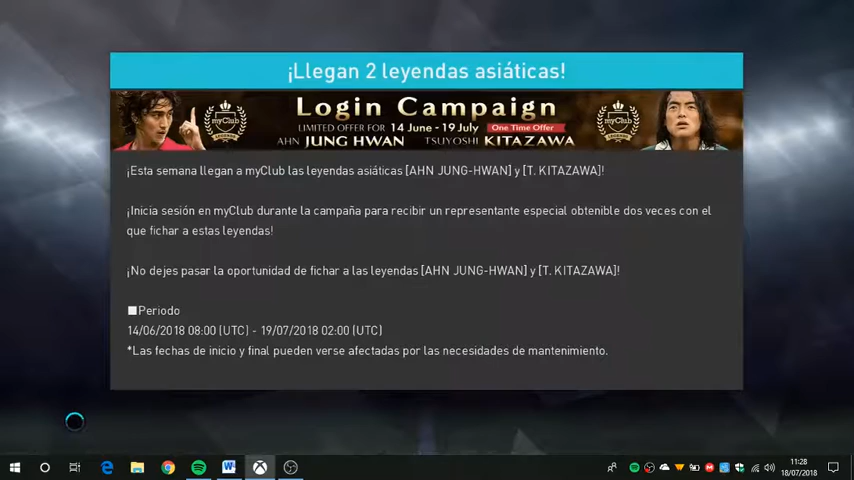 ¡Llegan 2 leyendas asiáticas!
Login Campaign
LIMITED OFFER FOR 14 June - 19 July One Time Offer
AHN JUNG HWAN TSUYOSHI KITAZAWA
myClub
LEGENDS
myClub
LEGENDS
¡Esta semana llegan a myClub las leyendas asiáticas [AHN JUNG-HWAN] y [T. KITAZAWA]!
¡Inicia sesión en myClub durante la campaña para recibir un representante especial obtenible dos veces con el
que fichar a estas leyendas!
¡No dejes pasar la oportunidad de fichar a las leyendas [AHN JUNG-HWAN] y [T. KITAZAWA]!
■Periodo
14/06/2018 08:00 (UTC) - 19/07/2018 02:00 (UTC)
*Las fechas de inicio y final pueden verse afectadas por las necesidades de mantenimiento.
11:28
18/07/2018